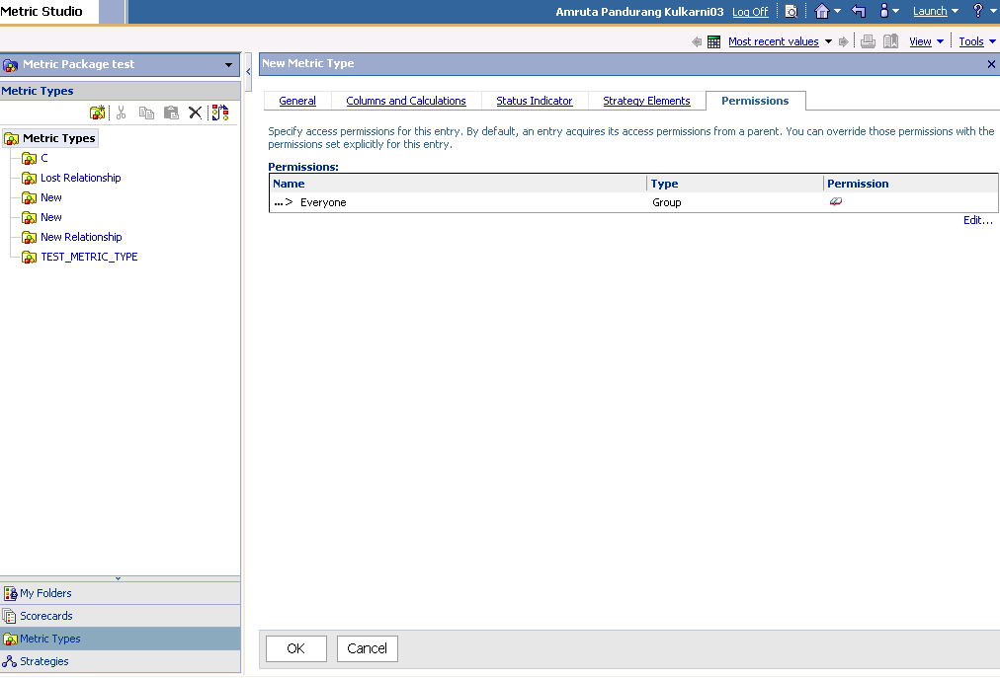 Metric Studio
Amruta Pandurang Kulkarni03 Log Off Launch ?
Most recent values View Tools
Metric Package test
Metric Types
Metric Types
C
Lost Relationship
New
New
New Relationship
TEST_METRIC_TYPE
My Folders
Scorecards
Metric Types
Strategies
<
New Metric Type
General Columns and Calculations Status Indicator Strategy Elements Permissions
Specify access permissions for this entry. By default, an entry acquires its access permissions from a parent. You can override those permissions with the
permissions set explicitly for this entry.
Permissions:
Name Type Permission
...> Everyone Group
Edit...
OK Cancel